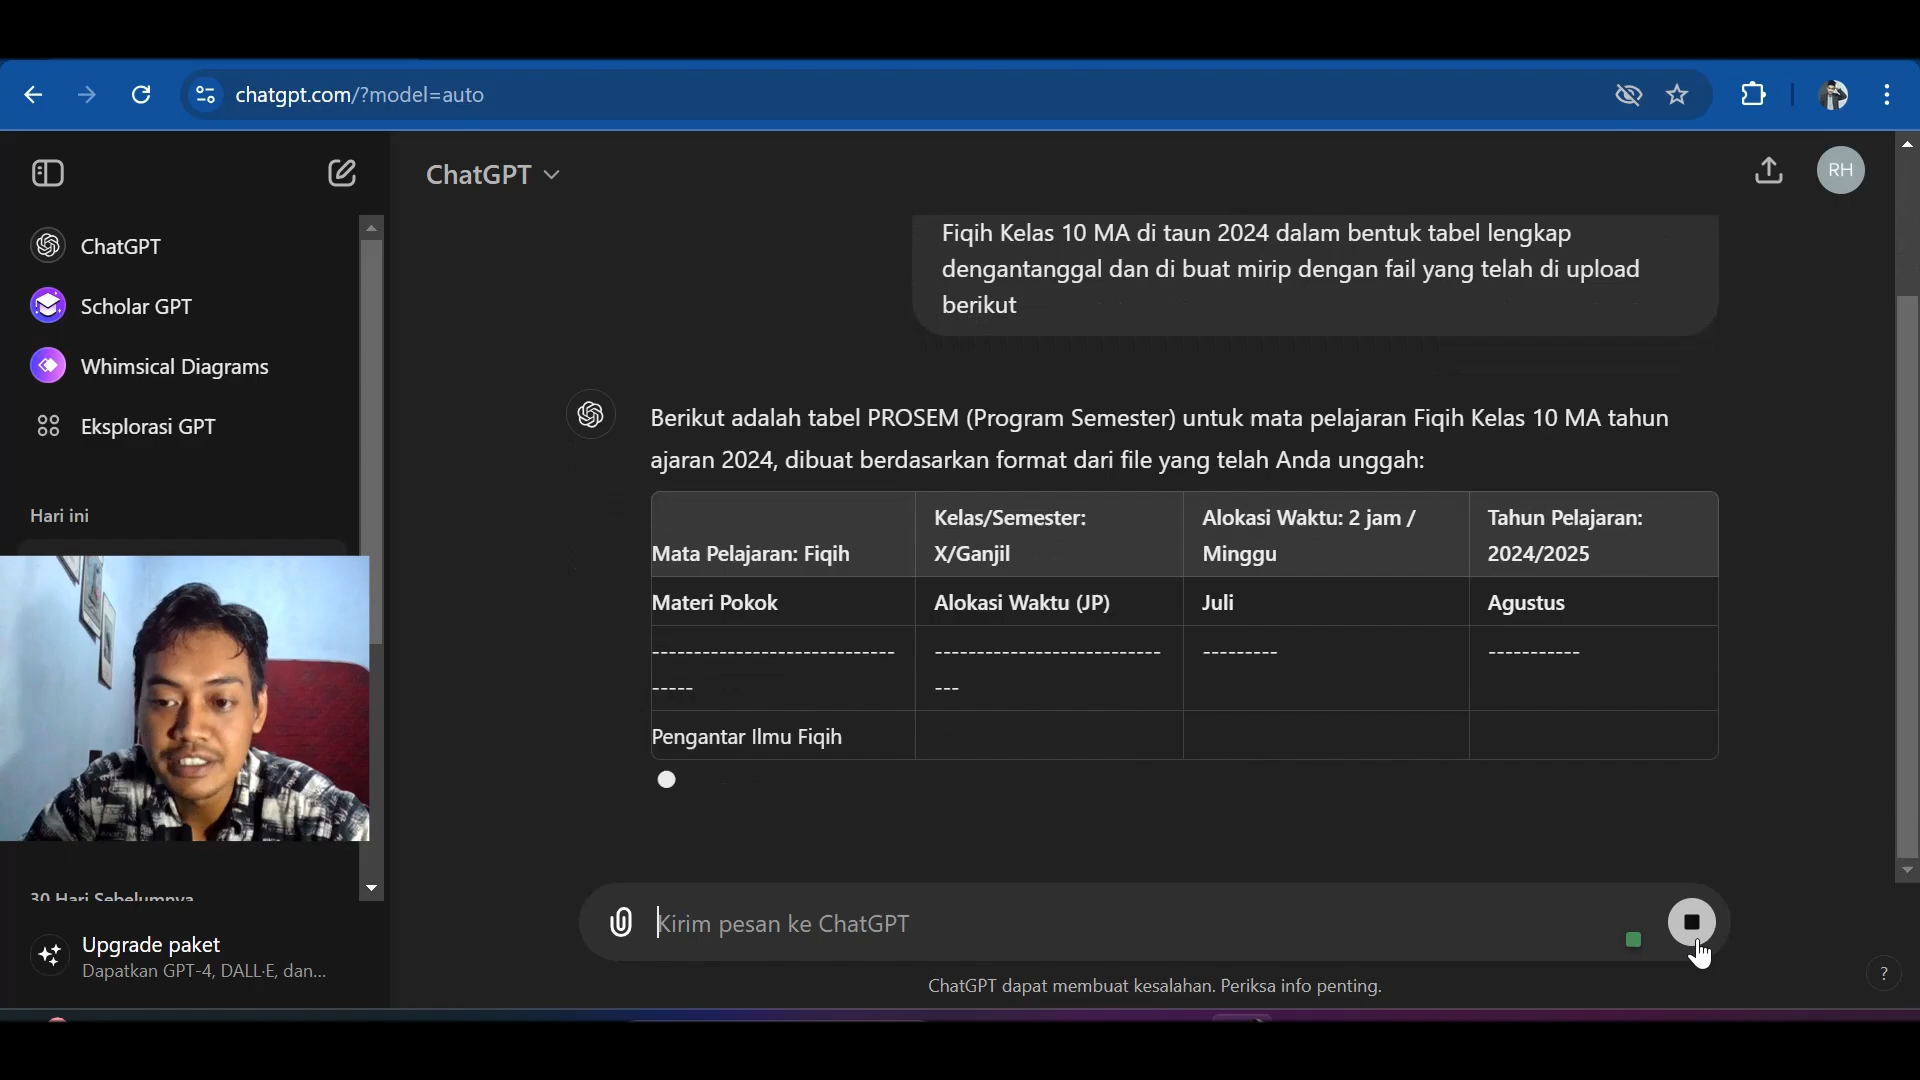 chatgpt.com/?model=auto
ChatGPT
RH
ChatGPT
Scholar GPT
Whimsical Diagrams
Eksplorasi GPT
Hari ini
30 Hari Sebelumnya
Upgrade paket
Dapatkan GPT-4, DALL·E, dan...
Fiqih Kelas 10 MA di taun 2024 dalam bentuk tabel lengkap
dengantanggal dan di buat mirip dengan fail yang telah di upload
berikut
Berikut adalah tabel PROSEM (Program Semester) untuk mata pelajaran Fiqih Kelas 10 MA tahun
ajaran 2024, dibuat berdasarkan format dari file yang telah Anda unggah:
Mata Pelajaran: Fiqih
Kelas/Semester:
X/Ganjil
Alokasi Waktu: 2 jam /
Minggu
Tahun Pelajaran:
2024/2025
Materi Pokok
Alokasi Waktu (JP)
Juli
Agustus
-----------------------------
-----
---------------------------
---
---------
-----------
Pengantar Ilmu Fiqih
Kirim pesan ke ChatGPT
ChatGPT dapat membuat kesalahan. Periksa info penting.
?